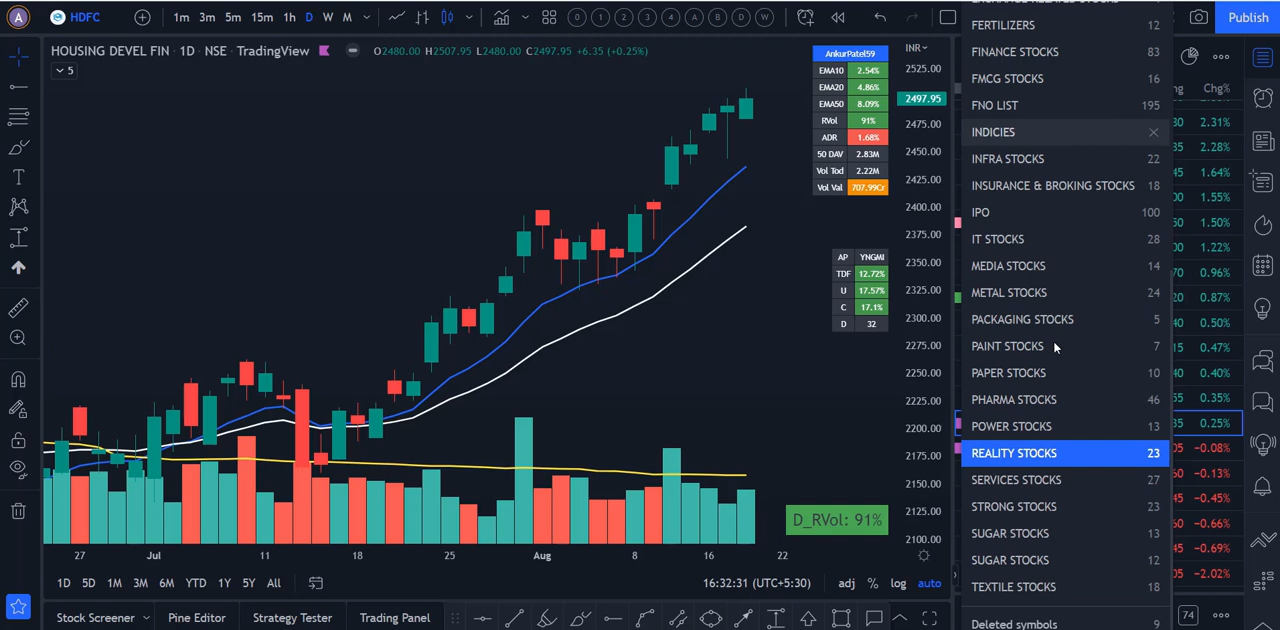 A HDFC 1m 3m 5m 15m 1h D W M 0 1 2 3 4 A B D W Publish
HOUSING DEVEL FIN · 1D · NSE · TradingView O2480.00 H2507.95 L2480.00 C2497.95 +6.35 (+0.25%)
5
AnkurPatel59
EMA10 2.54%
EMA20 4.86%
EMA50 8.09%
RVol 91%
ADR 1.68%
50 DAV 2.83M
Vol Tod 2.22M
Vol Val 707.99Cr
AP YNGMI
TDF 12.72%
U 17.57%
C 17.1%
D 32
D_RVol: 91%
INR
2525.00
2497.95
2475.00
2450.00
2425.00
2400.00
2375.00
2350.00
2325.00
2300.00
2275.00
2250.00
2225.00
2200.00
2175.00
2150.00
2125.00
2100.00
27 Jul 11 18 25 Aug 8 16 22
1D 5D 1M 3M 6M YTD 1Y 5Y All 16:32:31 (UTC+5:30) adj % log auto
Stock Screener Pine Editor Strategy Tester Trading Panel
FERTILIZERS 12
FINANCE STOCKS 83
FMCG STOCKS 16
FNO LIST 195
INDICIES
INFRA STOCKS 22
INSURANCE & BROKING STOCKS 18
IPO 100
IT STOCKS 28
MEDIA STOCKS 14
METAL STOCKS 24
PACKAGING STOCKS 5
PAINT STOCKS 7
PAPER STOCKS 10
PHARMA STOCKS 46
POWER STOCKS 13
REALITY STOCKS 23
SERVICES STOCKS 27
STRONG STOCKS 23
SUGAR STOCKS 13
SUGAR STOCKS 12
TEXTILE STOCKS 18
Deleted symbols 9
Chg%
2.31%
2.28%
1.64%
1.55%
1.50%
1.22%
0.96%
0.87%
0.50%
0.47%
0.40%
0.35%
0.25%
-0.08%
-0.13%
-0.45%
-0.66%
-0.69%
-2.02%
74